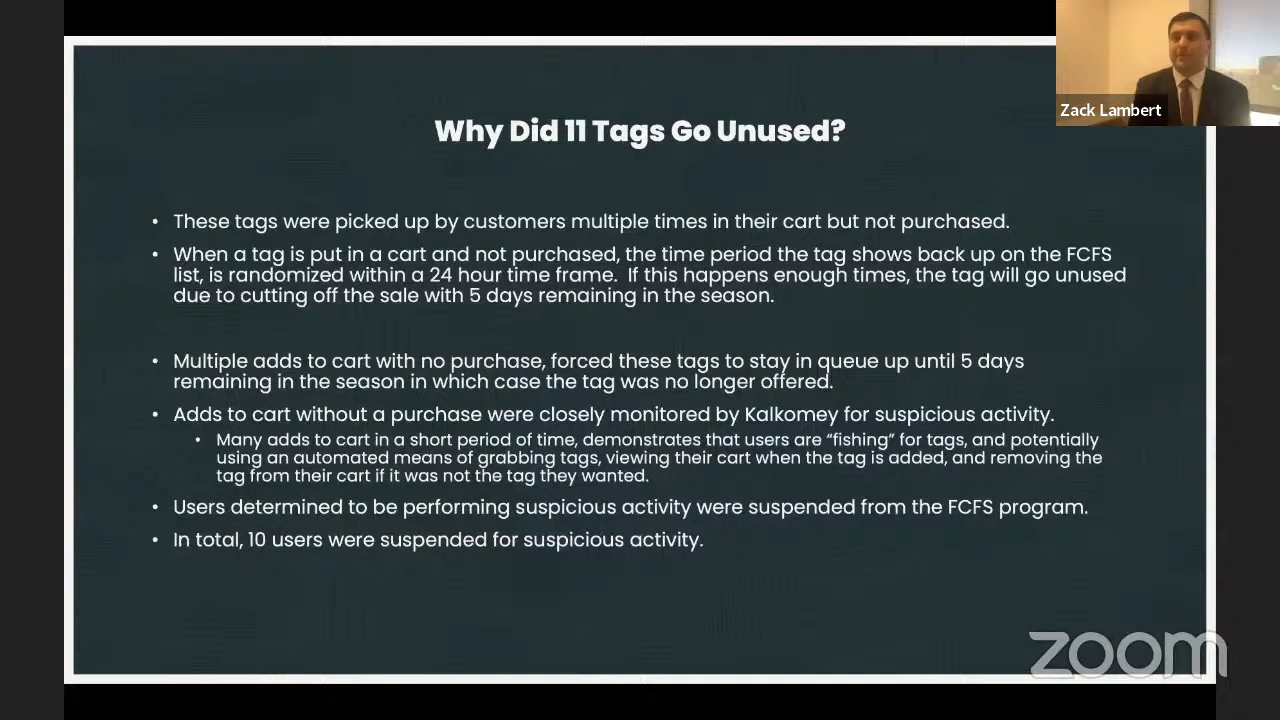 Zack Lambert
Why Did 11 Tags Go Unused?
• These tags were picked up by customers multiple times in their cart but not purchased.
• When a tag is put in a cart and not purchased, the time period the tag shows back up on the FCFS
list, is randomized within a 24 hour time frame. If this happens enough times, the tag will go unused
due to cutting off the sale with 5 days remaining in the season.
• Multiple adds to cart with no purchase, forced these tags to stay in queue up until 5 days
remaining in the season in which case the tag was no longer offered.
• Adds to cart without a purchase were closely monitored by Kalkomey for suspicious activity.
• Many adds to cart in a short period of time, demonstrates that users are “fishing” for tags, and potentially
using an automated means of grabbing tags, viewing their cart when the tag is added, and removing the
tag from their cart if it was not the tag they wanted.
• Users determined to be performing suspicious activity were suspended from the FCFS program.
• In total, 10 users were suspended for suspicious activity.
zoom